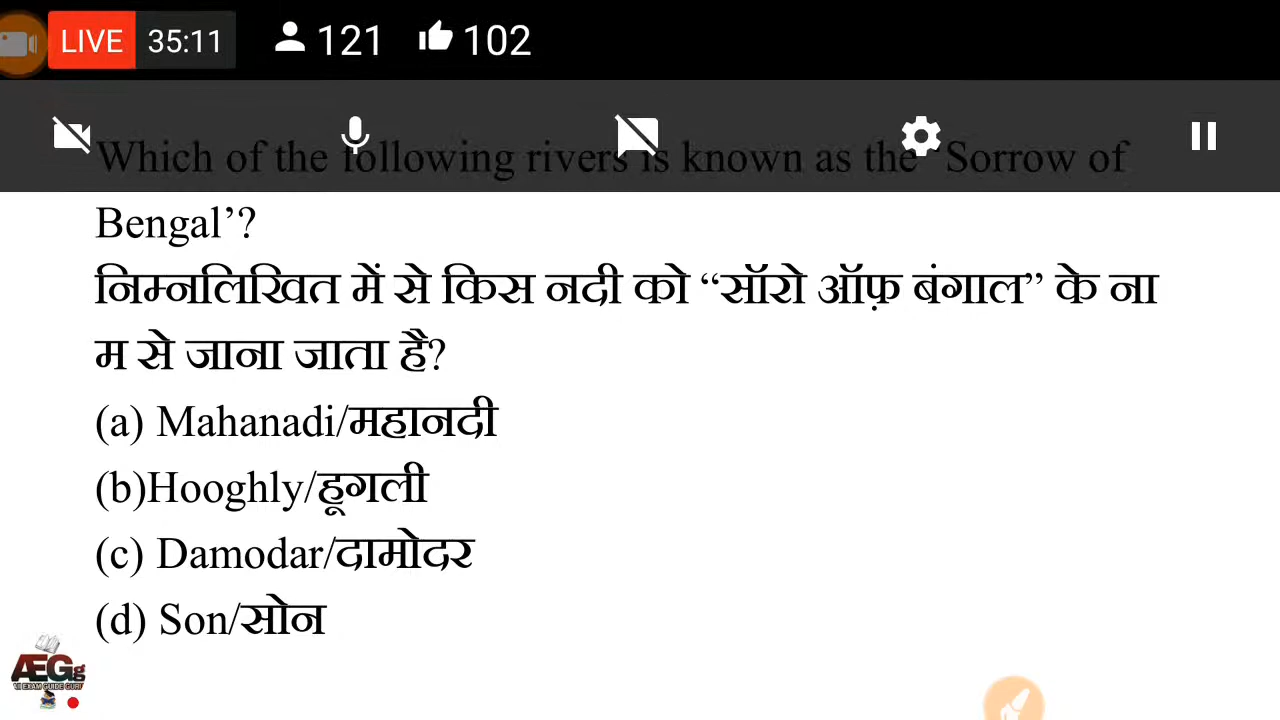 LIVE 35:11 121 102
Which of the following rivers is known as the ‘Sorrow of
Bengal’?
निम्नलिखित में से किस नदी को “सॉरो ऑफ़ बंगाल” के ना
म से जाना जाता है?
(a) Mahanadi/महानदी
(b)Hooghly/हूगली
(c) Damodar/दामोदर
(d) Son/सोन
ÆGg